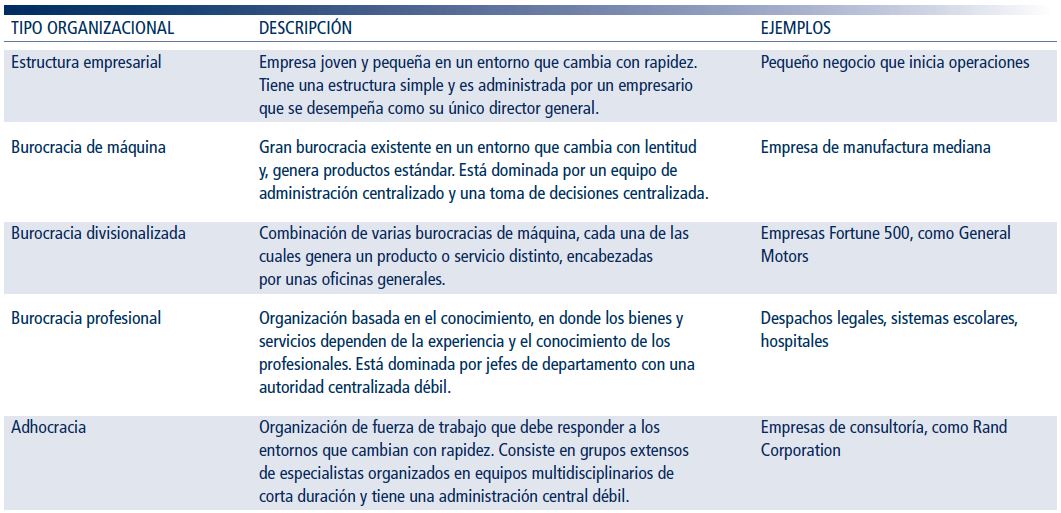 TIPO ORGANIZACIONAL DESCRIPCIÓN EJEMPLOS
Estructura empresarial Empresa joven y pequeña en un entorno que cambia con rapidez. Pequeño negocio que inicia operaciones
Tiene una estructura simple y es administrada por un empresario
que se desempeña como su único director general.
Burocracia de máquina Gran burocracia existente en un entorno que cambia con lentitud Empresa de manufactura mediana
y, genera productos estándar. Está dominada por un equipo de
administración centralizado y una toma de decisiones centralizada.
Burocracia divisionalizada Combinación de varias burocracias de máquina, cada una de las Empresas Fortune 500, como General
cuales genera un producto o servicio distinto, encabezadas Motors
por unas oficinas generales.
Burocracia profesional Organización basada en el conocimiento, en donde los bienes y Despachos legales, sistemas escolares,
servicios dependen de la experiencia y el conocimiento de los hospitales
profesionales. Está dominada por jefes de departamento con una
autoridad centralizada débil.
Adhocracia Organización de fuerza de trabajo que debe responder a los Empresas de consultoría, como Rand
entornos que cambian con rapidez. Consiste en grupos extensos Corporation
de especialistas organizados en equipos multidisciplinarios de
corta duración y tiene una administración central débil.